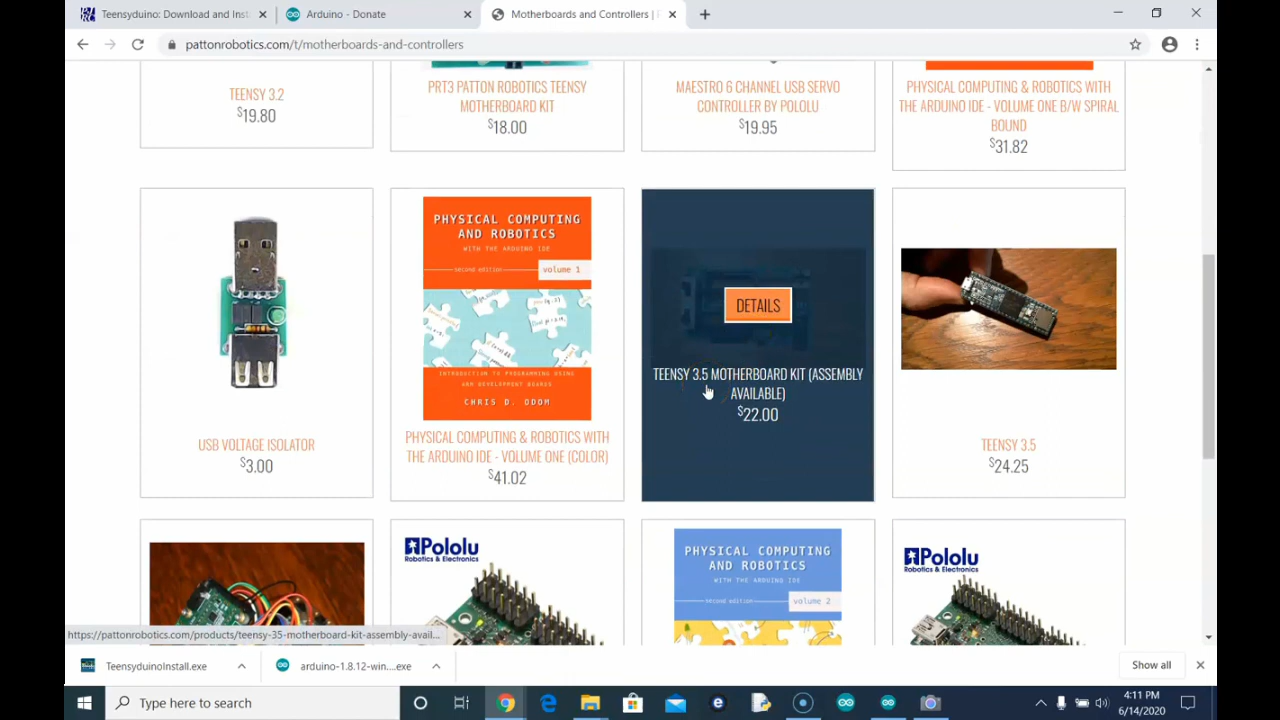 Teensyduino: Download and Inst
Arduino - Donate
Motherboards and Controllers |
pattonrobotics.com/t/motherboards-and-controllers
TEENSY 3.2
$19.80
PRT3 PATTON ROBOTICS TEENSY
MOTHERBOARD KIT
$18.00
MAESTRO 6 CHANNEL USB SERVO
CONTROLLER BY POLOLU
$19.95
PHYSICAL COMPUTING & ROBOTICS WITH
THE ARDUINO IDE - VOLUME ONE B/W SPIRAL
BOUND
$31.82
USB VOLTAGE ISOLATOR
$3.00
PHYSICAL COMPUTING
AND ROBOTICS
WITH THE ARDUINO IDE
second edition
volume 1
INTRODUCTION TO PROGRAMMING USING
AND DEVELOPMENT BOARDS
CHRIS D. ODOM
PHYSICAL COMPUTING & ROBOTICS WITH
THE ARDUINO IDE - VOLUME ONE (COLOR)
$41.02
DETAILS
TEENSY 3.5 MOTHERBOARD KIT (ASSEMBLY
AVAILABLE)
$22.00
TEENSY 3.5
$24.25
Pololu
Robotics & Electronics
PHYSICAL COMPUTING
AND ROBOTICS
WITH THE ARDUINO IDE
second edition
volume 2
Pololu
Robotics & Electronics
https://pattonrobotics.com/products/teensy-35-motherboard-kit-assembly-avail...
TeensyduinoInstall.exe
arduino-1.8.12-win....exe
Show all
Type here to search
4:11 PM
6/14/2020